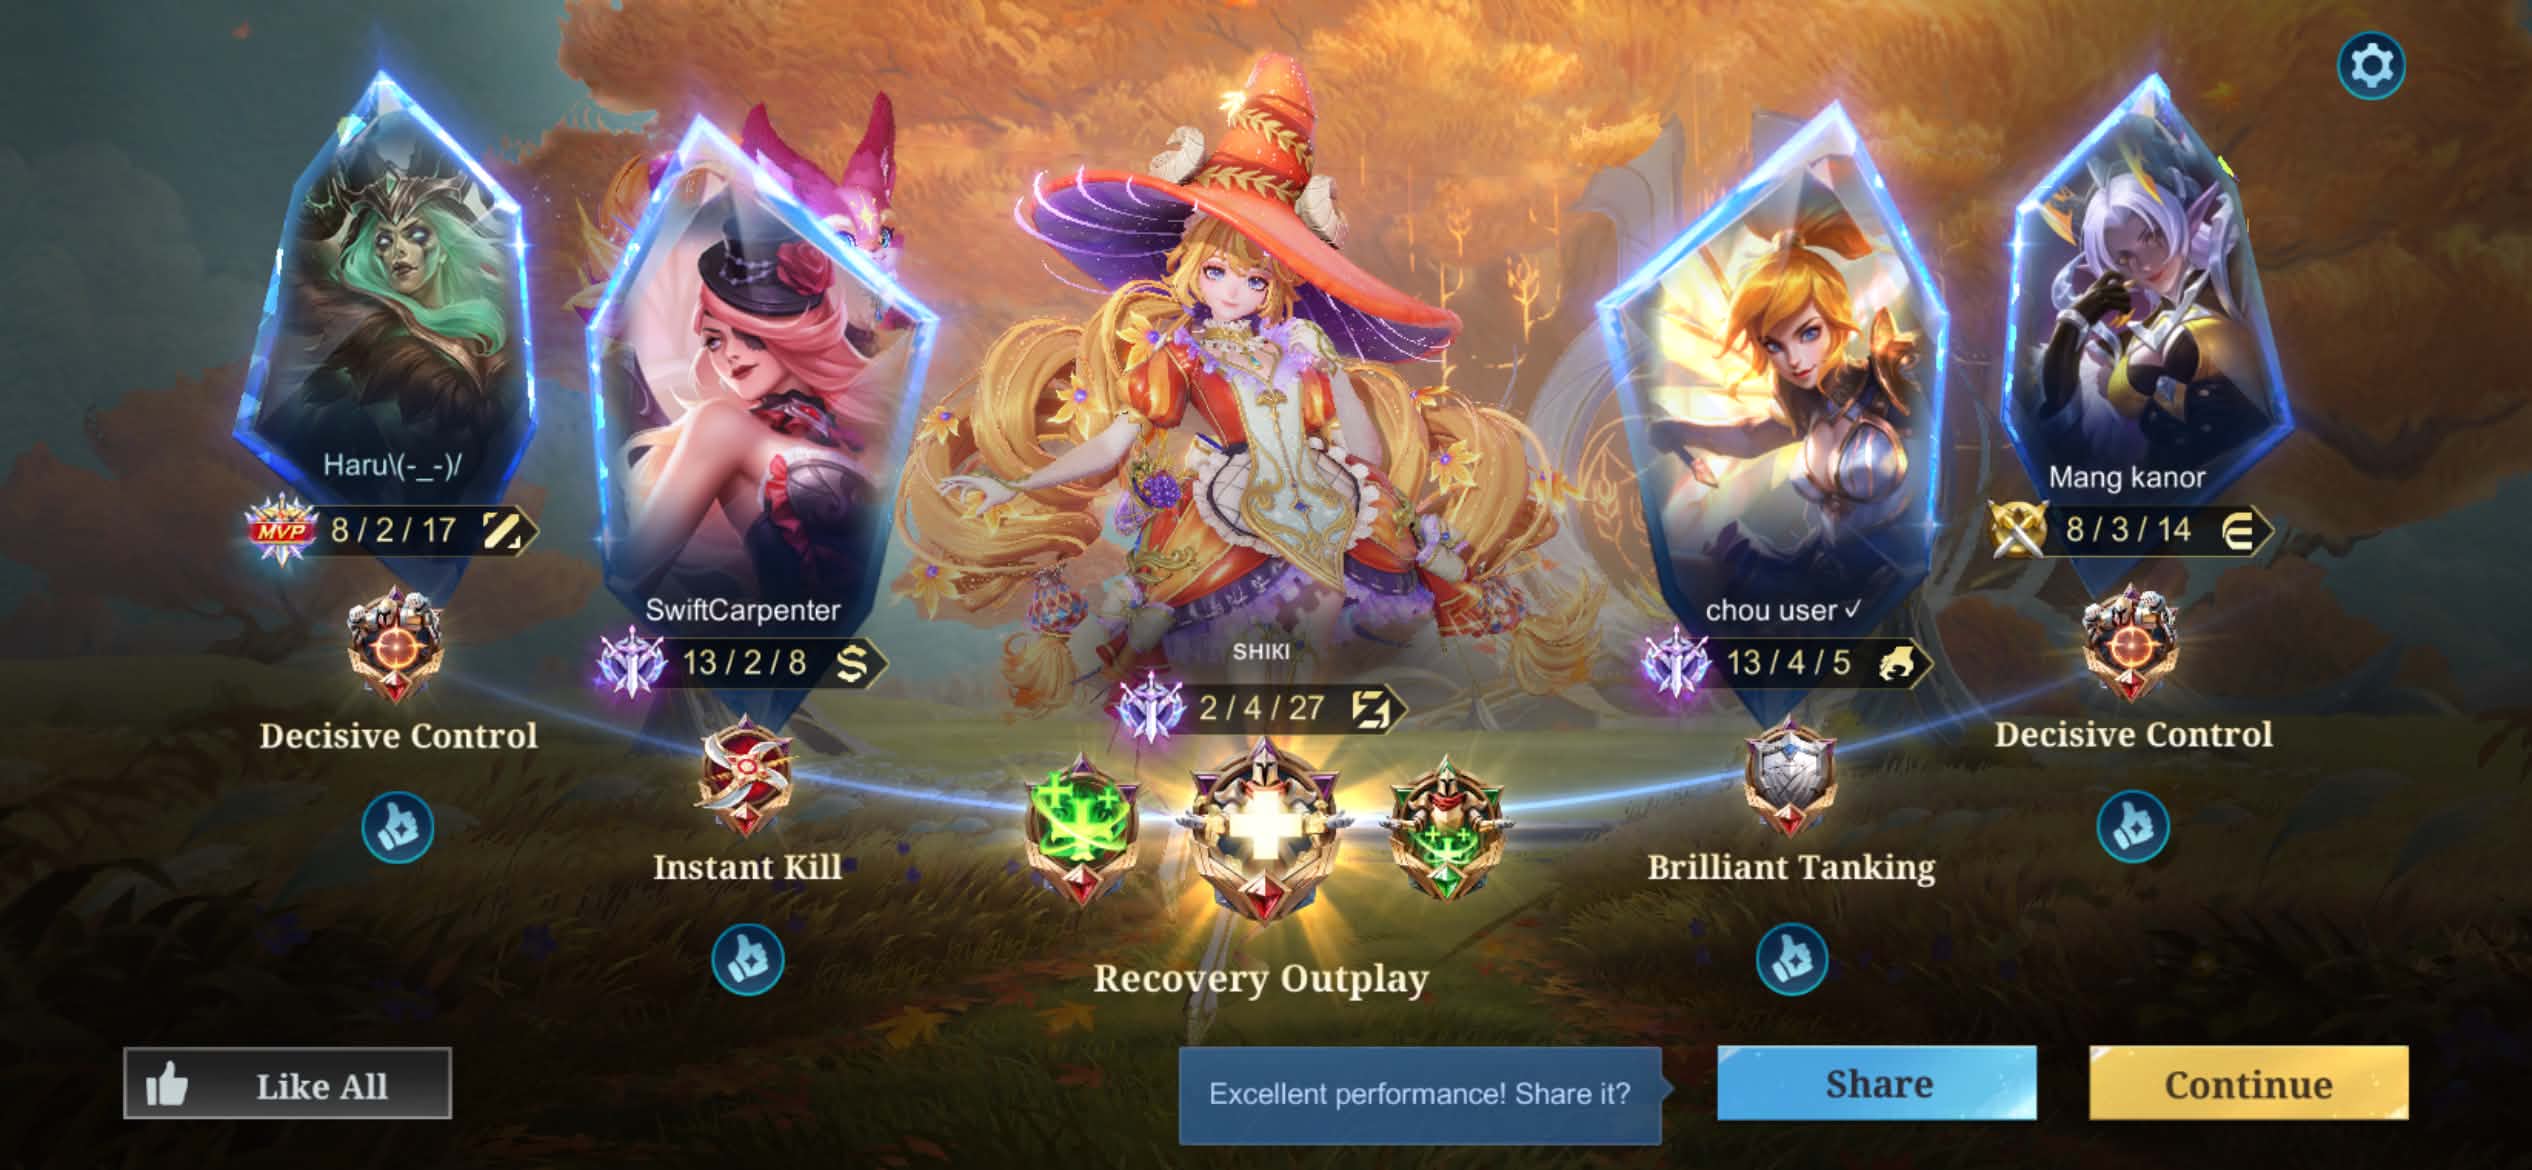 Haru\(-_-)/
MVP 8 / 2 / 17
Decisive Control
SwiftCarpenter
13 / 2 / 8
Instant Kill
SHIKI
2 / 4 / 27
Recovery Outplay
chou user ✓
13 / 4 / 5
Brilliant Tanking
Mang kanor
8 / 3 / 14
Decisive Control
Like All
Excellent performance! Share it?
Share
Continue